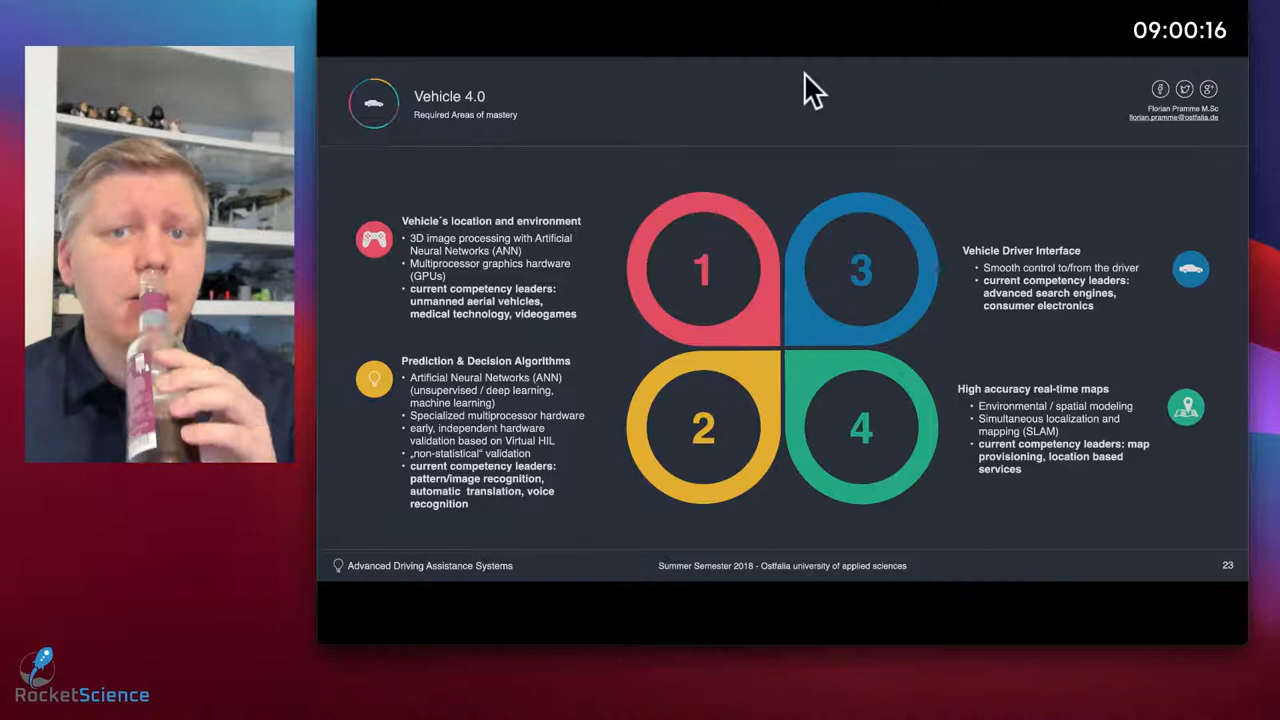 09:00:16
Vehicle 4.0
Required Areas of mastery
Florian Pramme M.Sc
florian.pramme@ostfalia.de
Vehicle´s location and environment
• 3D image processing with Artificial
Neural Networks (ANN)
• Multiprocessor graphics hardware
(GPUs)
• current competency leaders:
unmanned aerial vehicles,
medical technology, videogames
Prediction & Decision Algorithms
• Artificial Neural Networks (ANN)
(unsupervised / deep learning,
machine learning)
• Specialized multiprocessor hardware
• early, independent hardware
validation based on Virtual HIL
• „non-statistical“ validation
• current competency leaders:
pattern/image recognition,
automatic translation, voice
recognition
1
3
2
4
Vehicle Driver Interface
• Smooth control to/from the driver
• current competency leaders:
advanced search engines,
consumer electronics
High accuracy real-time maps
• Environmental / spatial modeling
• Simultaneous localization and
mapping (SLAM)
• current competency leaders: map
provisioning, location based
services
Advanced Driving Assistance Systems
Summer Semester 2018 - Ostfalia university of applied sciences
23
RocketScience